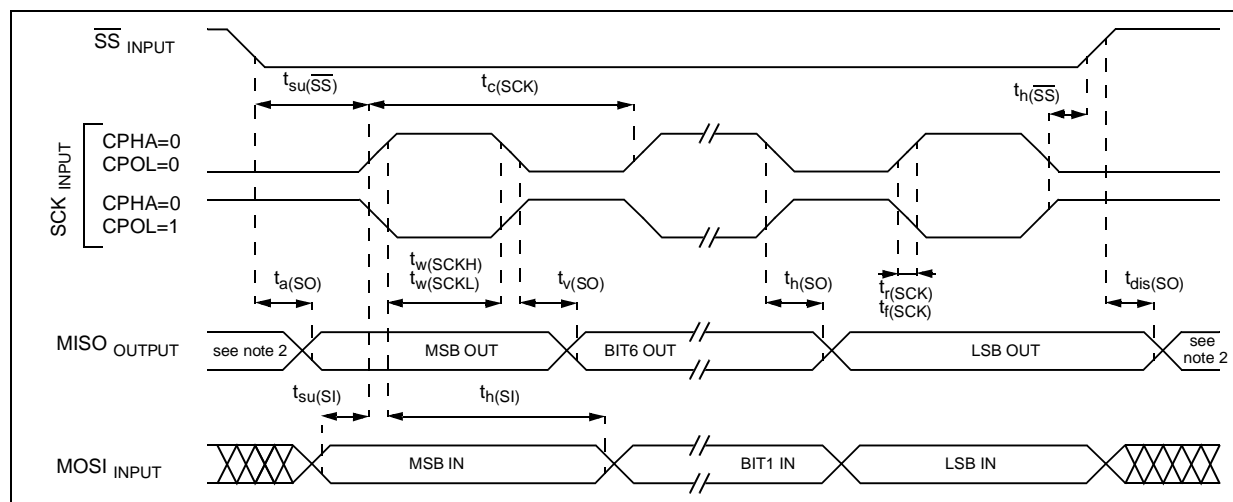 SS INPUT
tsu(SS)
tc(SCK)
th(SS)
SCK INPUT
CPHA=0
CPOL=0
CPHA=0
CPOL=1
ta(SO)
tw(SCKH)
tw(SCKL)
tv(SO)
th(SO)
tr(SCK)
tf(SCK)
tdis(SO)
MISO OUTPUT
see note 2
MSB OUT
BIT6 OUT
LSB OUT
see
note 2
tsu(SI)
th(SI)
MOSI INPUT
MSB IN
BIT1 IN
LSB IN